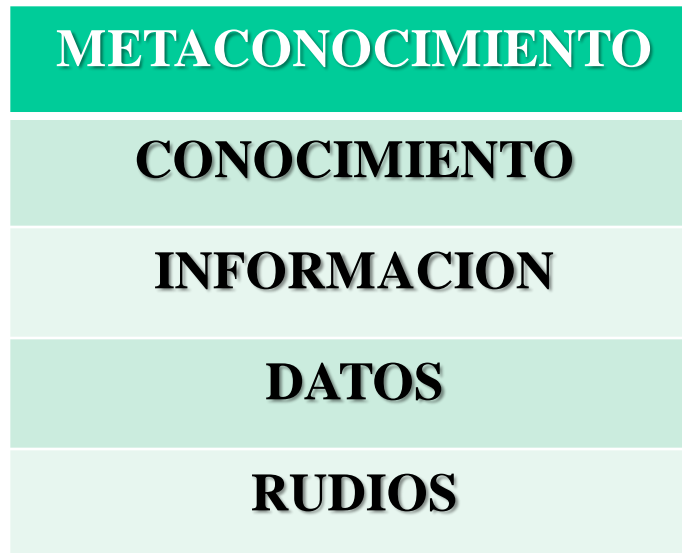 METACONOCIMIENTO
CONOCIMIENTO
INFORMACION
DATOS
RUDIOS